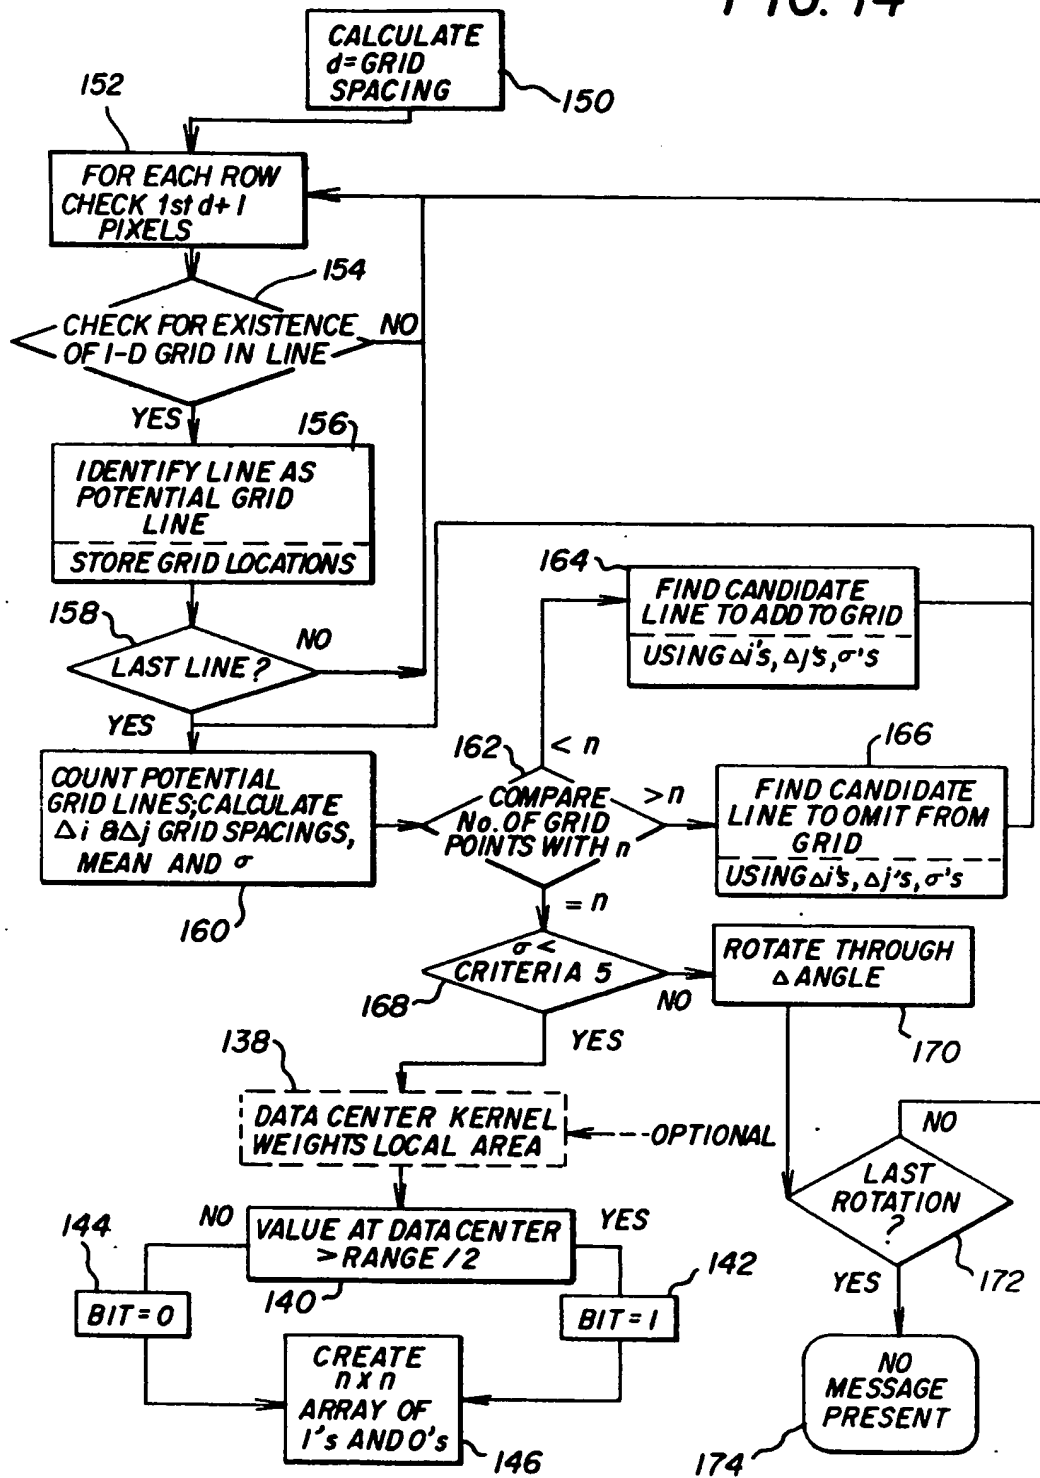 FIG. 14
CALCULATE
d=GRID
SPACING
150
152
FOR EACH ROW
CHECK 1st d+1
PIXELS
154
CHECK FOR EXISTENCE
OF 1-D GRID IN LINE
NO
YES
156
IDENTIFY LINE AS
POTENTIAL GRID
LINE
STORE GRID LOCATIONS
158
LAST LINE?
NO
YES
COUNT POTENTIAL
GRID LINES;CALCULATE
Δi &Δj GRID SPACINGS,
MEAN AND σ
160
162
COMPARE
No. OF GRID
POINTS WITH n
< n
>n
= n
164
FIND CANDIDATE
LINE TO ADD TO GRID
USING Δi's, Δj's, σ's
166
FIND CANDIDATE
LINE TO OMIT FROM
GRID
USING Δi's, Δj's, σ's
σ <
CRITERIA 5
168
NO
YES
ROTATE THROUGH
Δ ANGLE
170
138
DATA CENTER KERNEL
WEIGHTS LOCAL AREA
OPTIONAL
NO
LAST
ROTATION
?
172
YES
144
NO
VALUE AT DATA CENTER
> RANGE/2
YES
142
140
BIT=0
BIT=1
CREATE
n x n
ARRAY OF
1's AND 0's
146
NO
MESSAGE
PRESENT
174